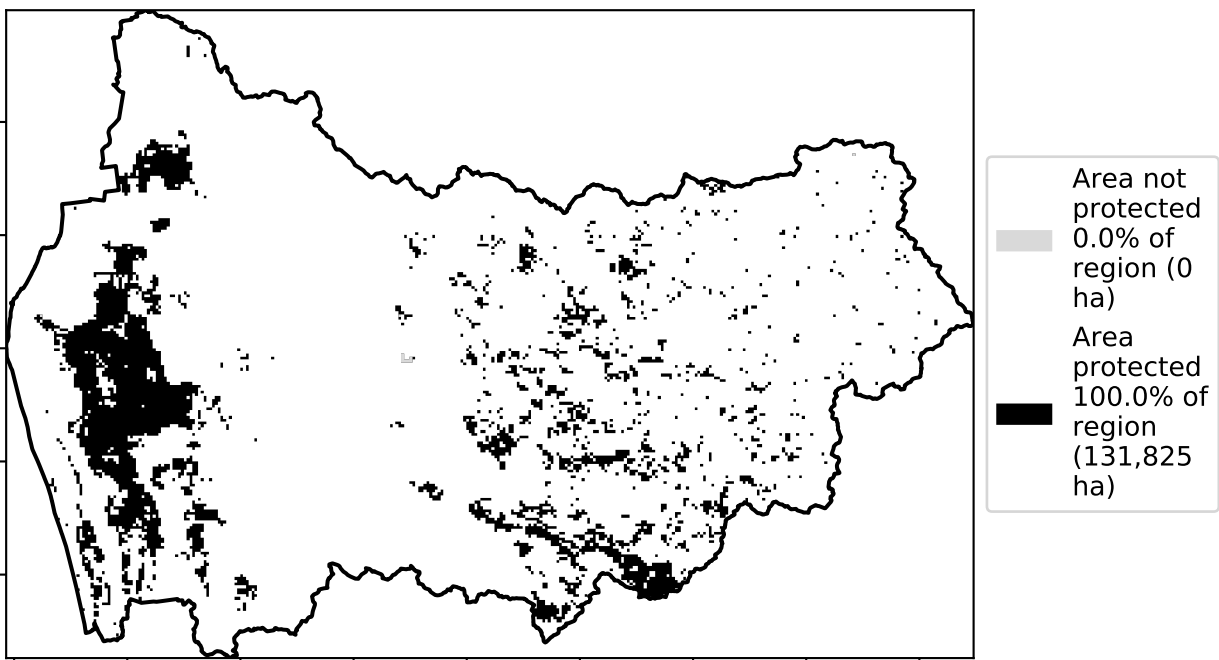 Area not
protected
0.0% of
region (0
ha)
Area
protected
100.0% of
region
(131,825
ha)